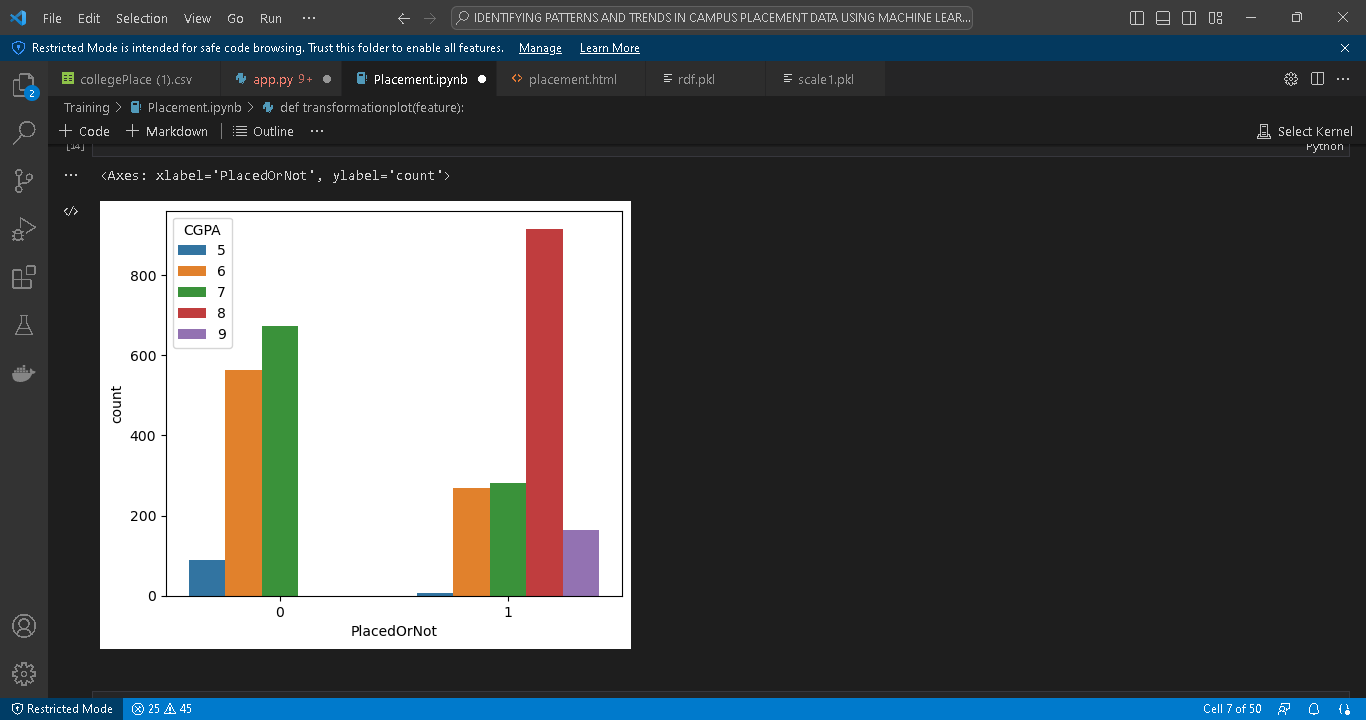 File Edit Selection View Go Run ···
IDENTIFYING PATTERNS AND TRENDS IN CAMPUS PLACEMENT DATA USING MACHINE LEAR...
Restricted Mode is intended for safe code browsing. Trust this folder to enable all features. Manage Learn More
collegePlace (1).csv app.py 9+ Placement.ipynb placement.html rdf.pkl scale1.pkl
2
Training > Placement.ipynb > def transformationplot(feature):
+ Code + Markdown Outline ···
Select Kernel
[14]
Python
<Axes: xlabel='PlacedOrNot', ylabel='count'>
CGPA
5
6
7
8
9
800
600
400
200
0
count
0 1
PlacedOrNot
Restricted Mode 25 45 Cell 7 of 50